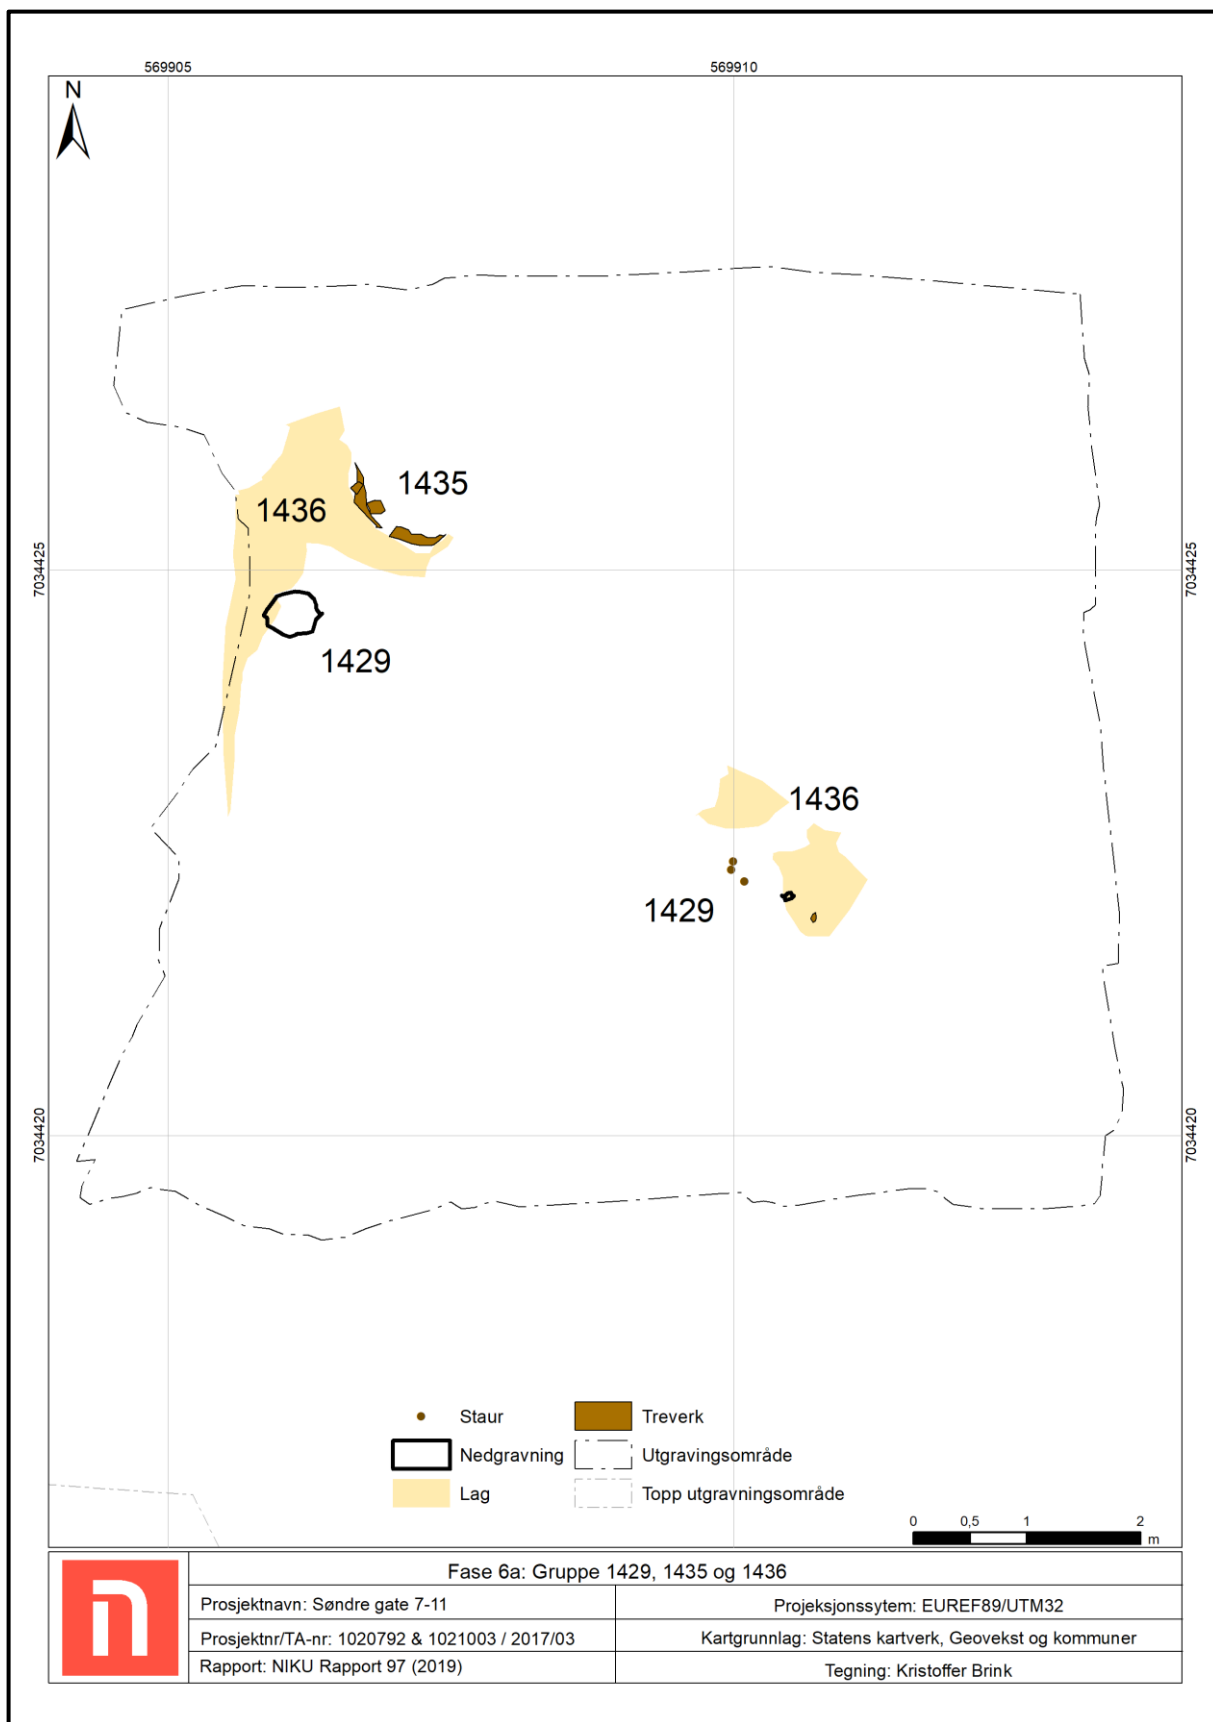 569905 569910
N
1435
1436
7034425 7034425
1429
1436
1429
7034420 7034420
Staur Treverk
Nedgravning Utgravingsområde
Lag Topp utgravningsområde
0 0,5 1 2
m
Fase 6a: Gruppe 1429, 1435 og 1436
Prosjektnavn: Søndre gate 7-11 Projeksjonssytem: EUREF89/UTM32
Prosjektnr/TA-nr: 1020792 & 1021003 / 2017/03 Kartgrunnlag: Statens kartverk, Geovekst og kommuner
Rapport: NIKU Rapport 97 (2019) Tegning: Kristoffer Brink